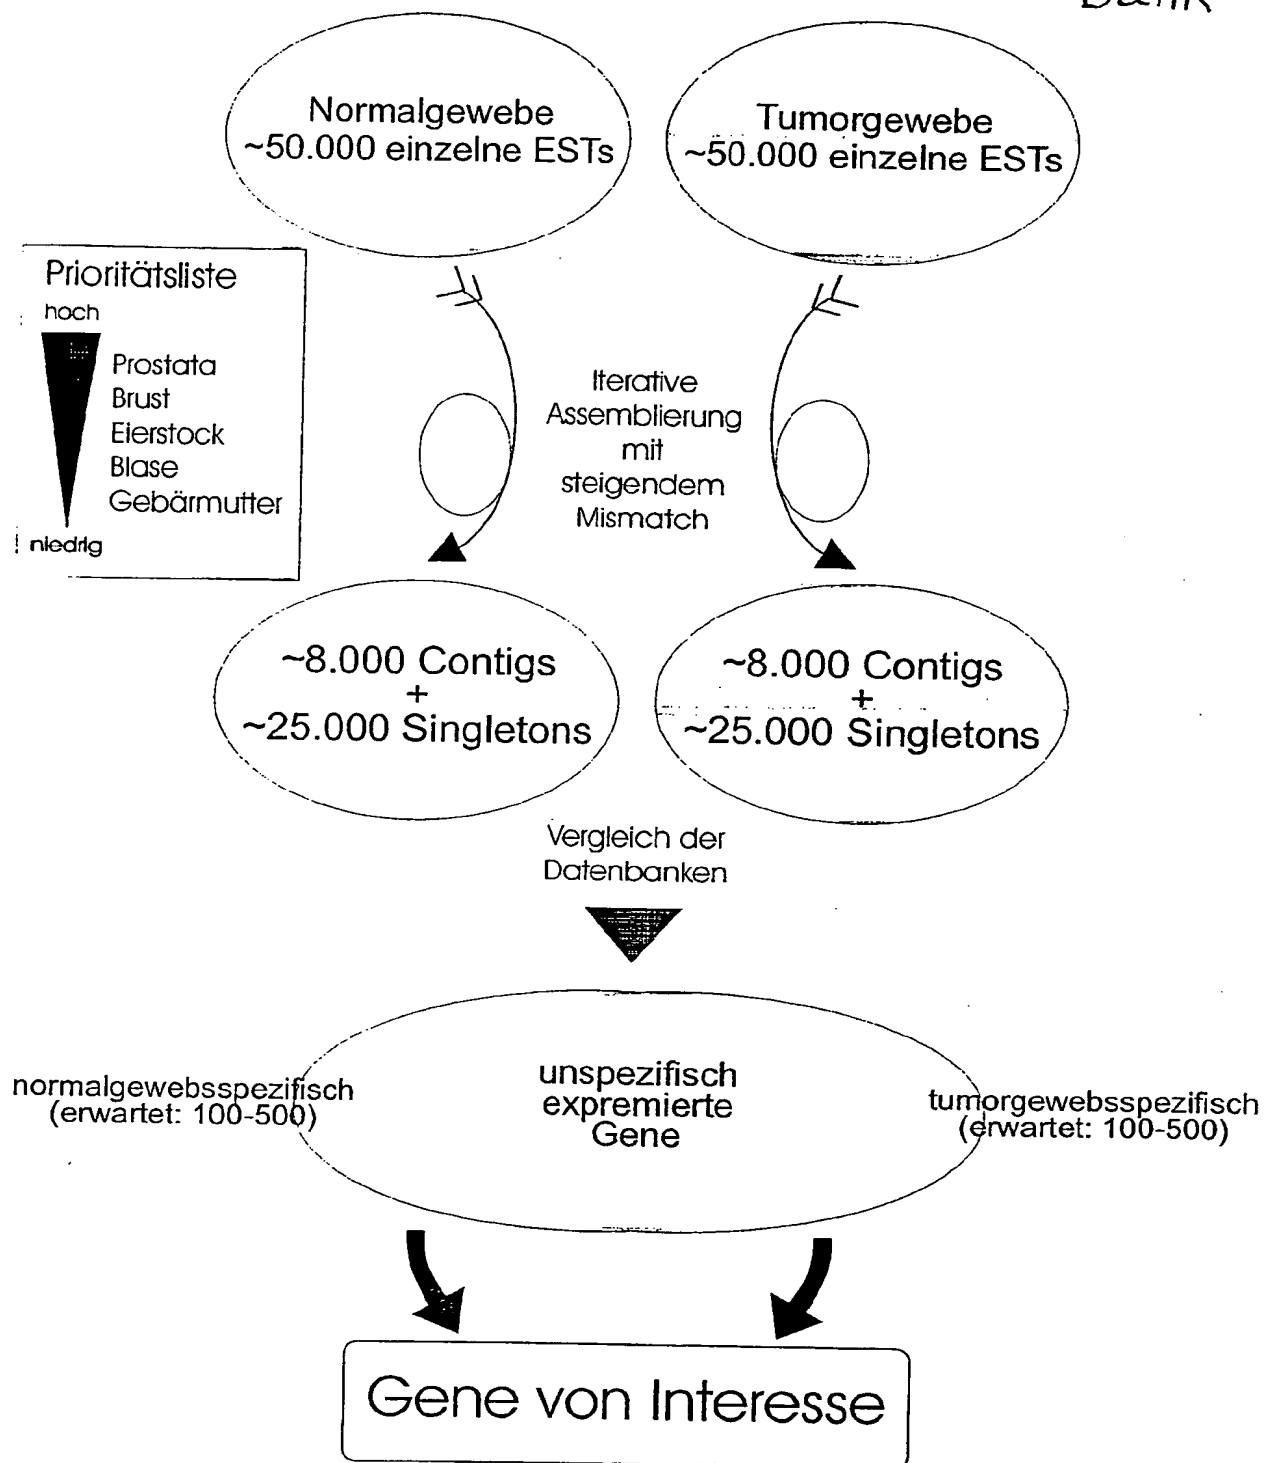 Normalgewebe
~50.000 einzelne ESTs
Tumorgewebe
~50.000 einzelne ESTs
Prioritätsliste
hoch
Prostata
Brust
Eierstock
Blase
Gebärmutter
niedrig
Iterative
Assemblierung
mit
steigendem
Mismatch
~8.000 Contigs
+
~25.000 Singletons
~8.000 Contigs
+
~25.000 Singletons
Vergleich der
Datenbanken
normalgewebsspezifisch
(erwartet: 100-500)
unspezifisch
expremierte
Gene
tumorgewebsspezifisch
(erwartet: 100-500)
Gene von Interesse